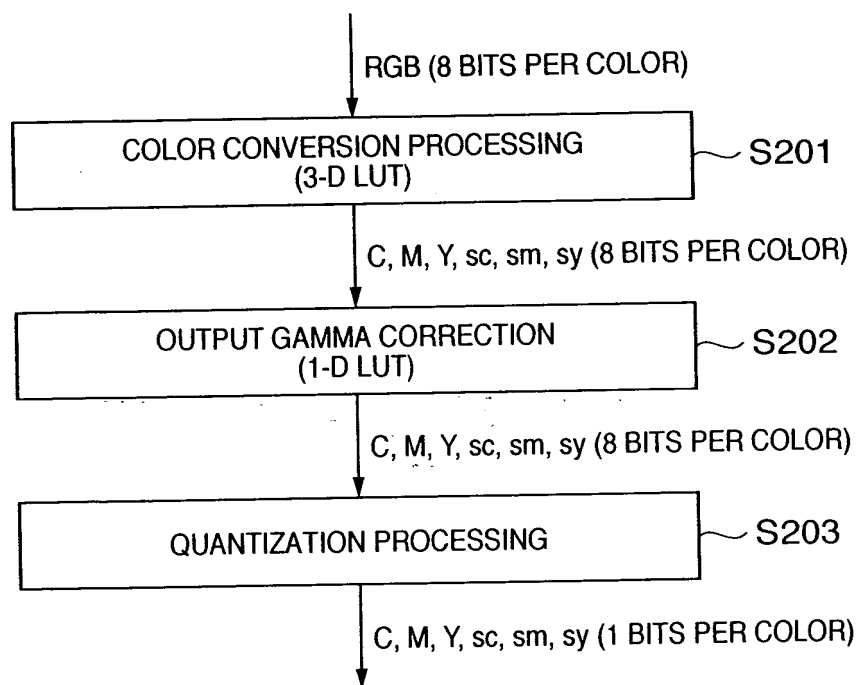 RGB (8 BITS PER COLOR)
COLOR CONVERSION PROCESSING
(3-D LUT)
S201
C, M, Y, sc, sm, sy (8 BITS PER COLOR)
OUTPUT GAMMA CORRECTION
(1-D LUT)
S202
C, M, Y, sc, sm, sy (8 BITS PER COLOR)
QUANTIZATION PROCESSING
S203
C, M, Y, sc, sm, sy (1 BITS PER COLOR)